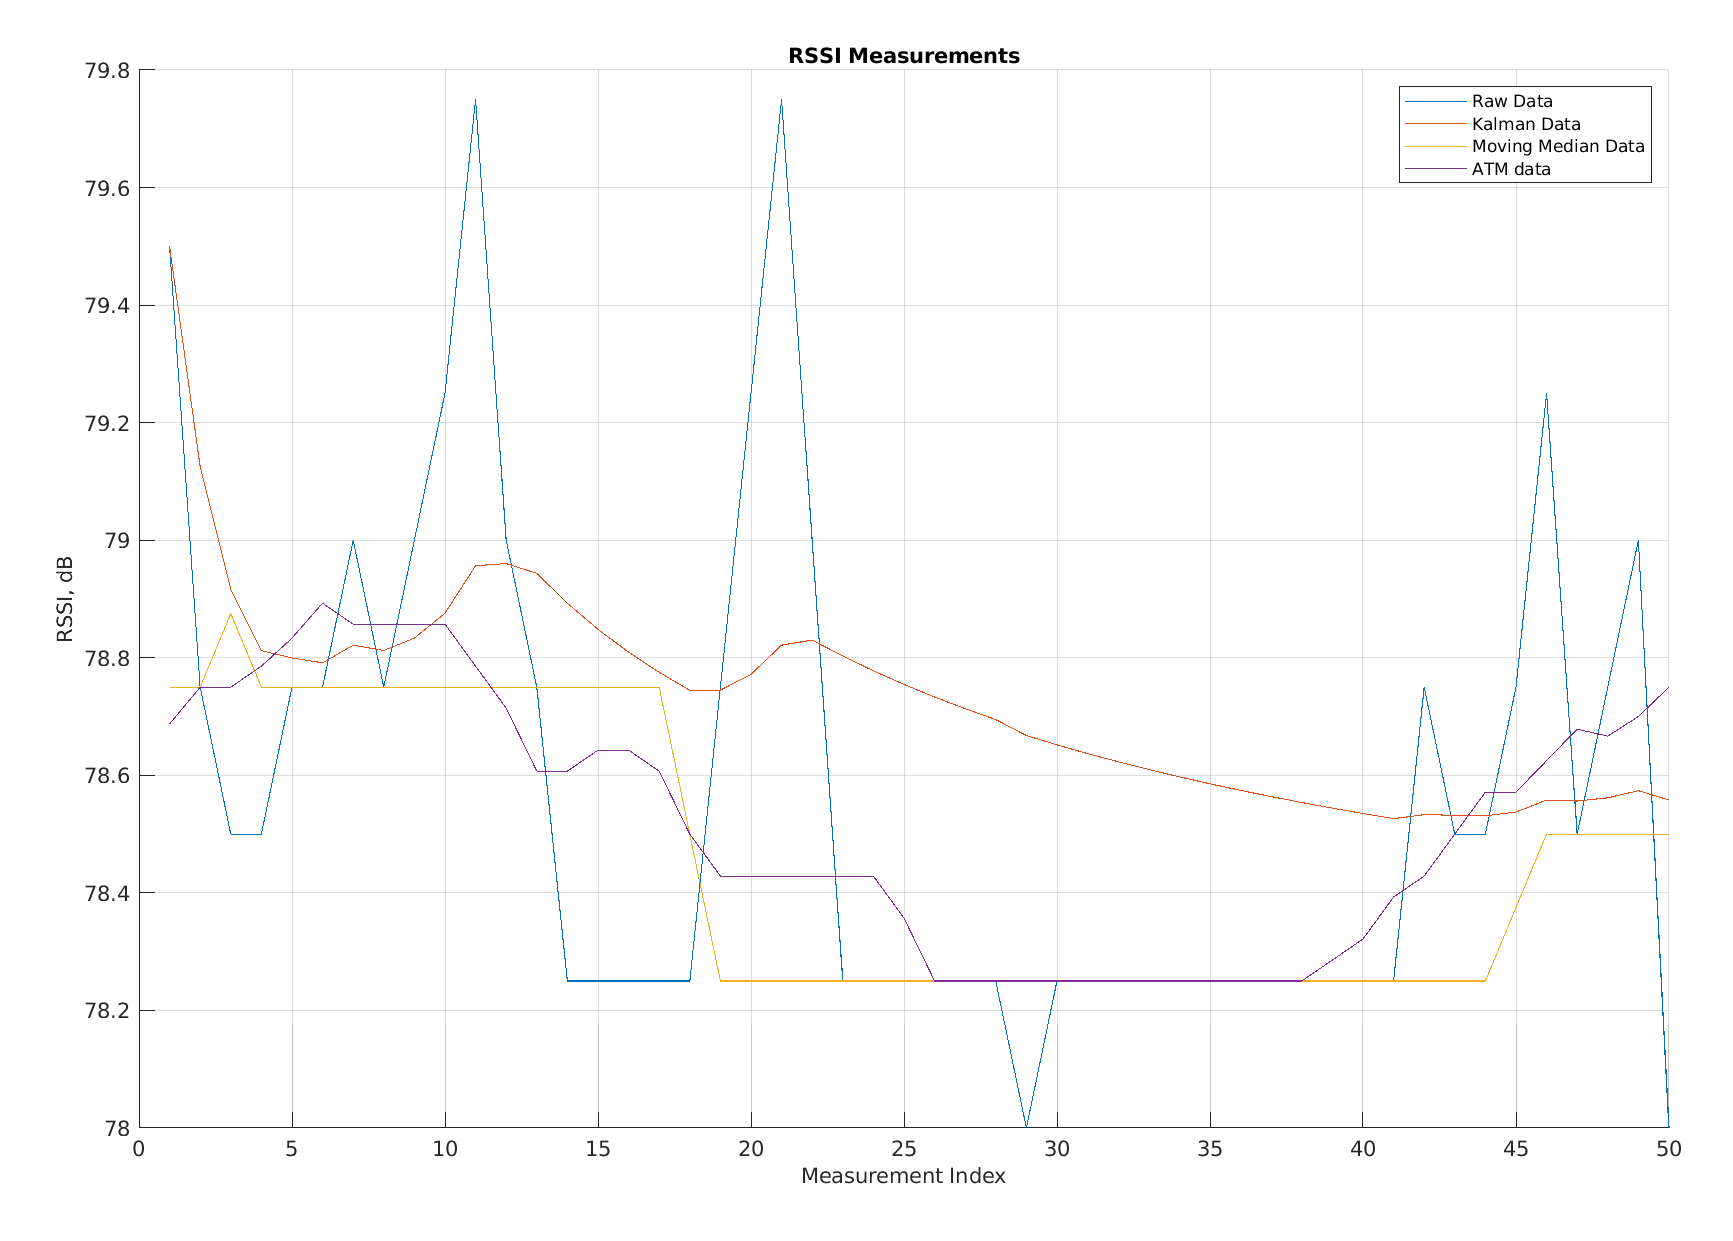 RSSI Measurements
79.8
79.6
79.4
79.2
79
78.8
78.6
78.4
78.2
78
RSSI, dB
Raw Data
Kalman Data
Moving Median Data
ATM data
0 5 10 15 20 25 30 35 40 45 50
Measurement Index